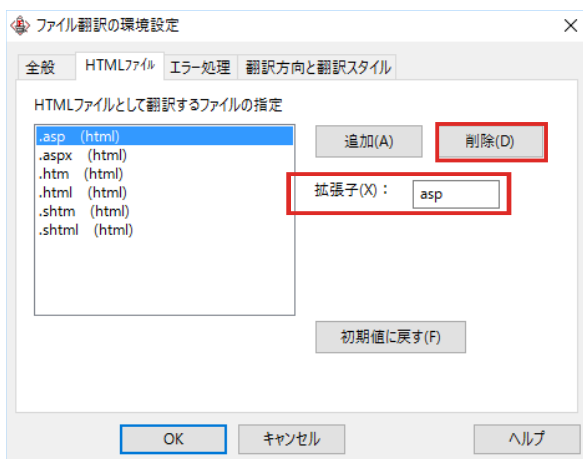 ファイル翻訳の環境設定
全般 HTMLファイル エラー処理 翻訳方向と翻訳スタイル
HTMLファイルとして翻訳するファイルの指定
.asp (html)
.aspx (html)
.htm (html)
.html (html)
.shtm (html)
.shtml (html)
追加(A) 削除(D)
拡張子(X)： asp
初期値に戻す(F)
OK キャンセル ヘルプ